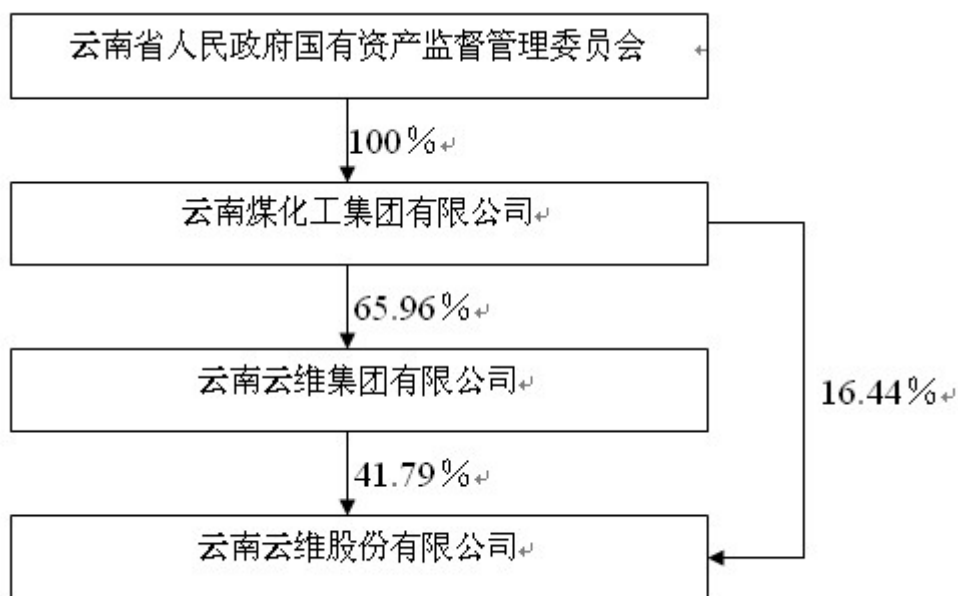 云南省人民政府国有资产监督管理委员会
100%
云南煤化工集团有限公司
65.96%
云南云维集团有限公司
16.44%
41.79%
云南云维股份有限公司